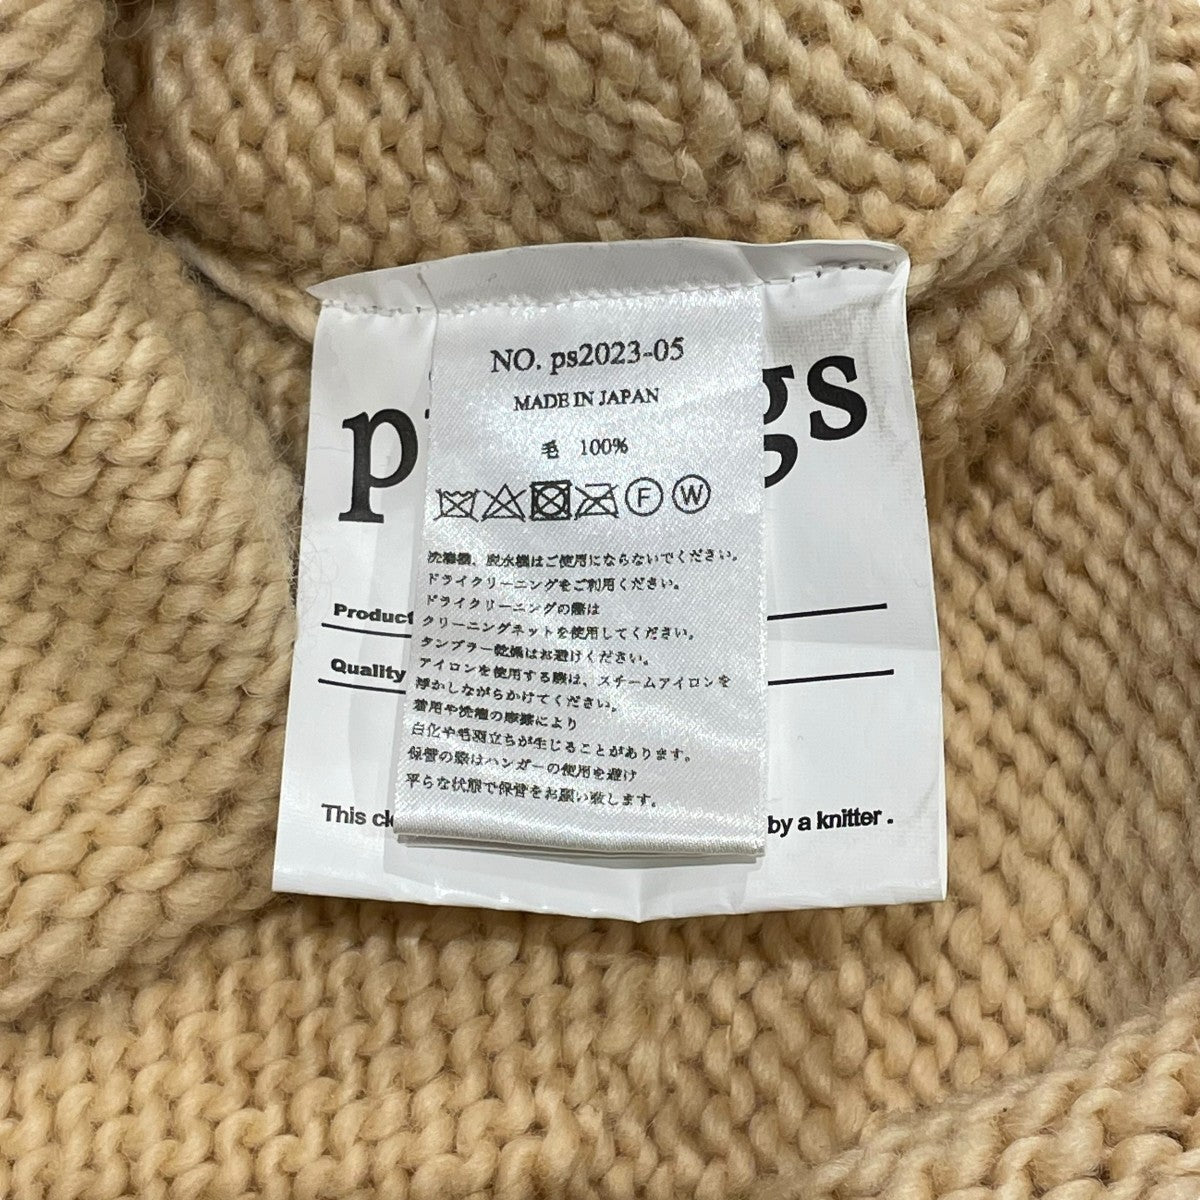 NO. ps2023-05
MADE IN JAPAN
毛 100%
F W
洗濯機、脱水機はご使用にならないでください。
ドライクリーニングをご利用ください。
ドライクリーニングの際は
クリーニングネットを使用してください。
タンブラー乾燥はお避けください。
アイロンを使用する際は、スチームアイロンを
浮かしながらかけてください。
着用や洗濯の摩擦により
白化や毛羽立ちが生じることがあります。
保管の際はハンガーの使用を避け
平らな状態で保管をお願い致します。
p gs
Product
Quality
This by a knitter .